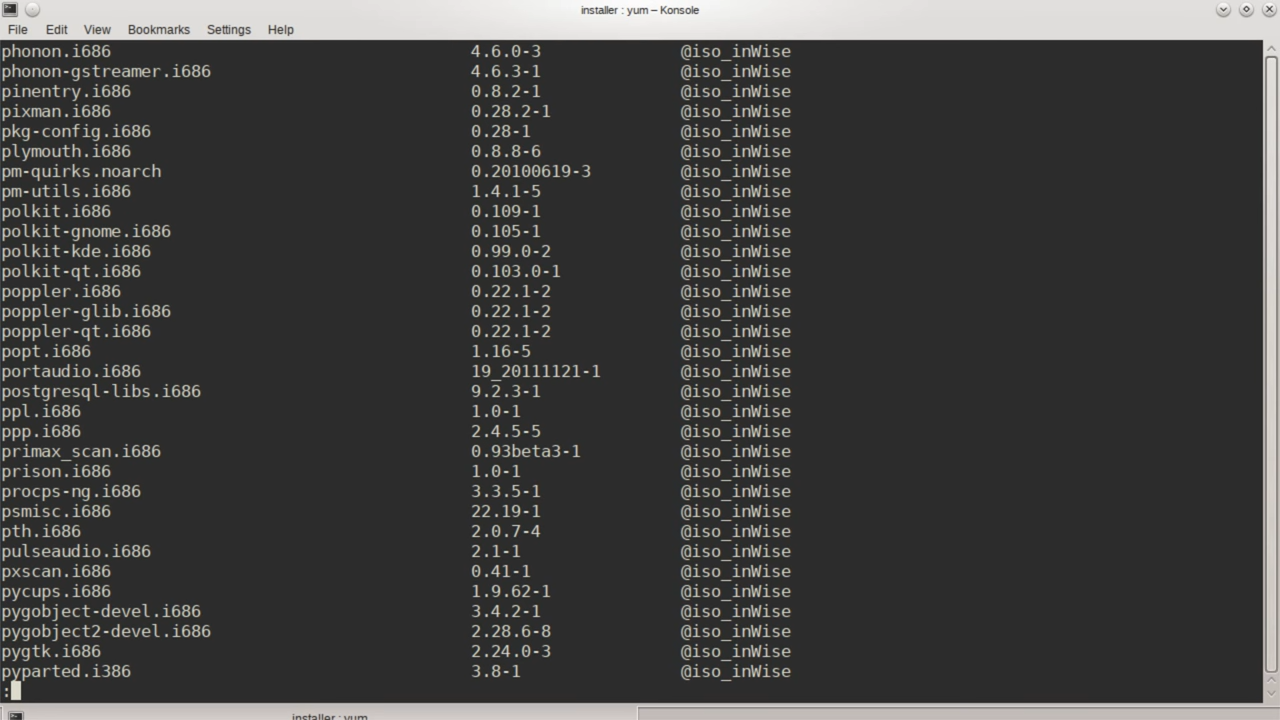 installer : yum – Konsole
File Edit View Bookmarks Settings Help
phonon.i686 4.6.0-3 @iso_inWise
phonon-gstreamer.i686 4.6.3-1 @iso_inWise
pinentry.i686 0.8.2-1 @iso_inWise
pixman.i686 0.28.2-1 @iso_inWise
pkg-config.i686 0.28-1 @iso_inWise
plymouth.i686 0.8.8-6 @iso_inWise
pm-quirks.noarch 0.20100619-3 @iso_inWise
pm-utils.i686 1.4.1-5 @iso_inWise
polkit.i686 0.109-1 @iso_inWise
polkit-gnome.i686 0.105-1 @iso_inWise
polkit-kde.i686 0.99.0-2 @iso_inWise
polkit-qt.i686 0.103.0-1 @iso_inWise
poppler.i686 0.22.1-2 @iso_inWise
poppler-glib.i686 0.22.1-2 @iso_inWise
poppler-qt.i686 0.22.1-2 @iso_inWise
popt.i686 1.16-5 @iso_inWise
portaudio.i686 19_20111121-1 @iso_inWise
postgresql-libs.i686 9.2.3-1 @iso_inWise
ppl.i686 1.0-1 @iso_inWise
ppp.i686 2.4.5-5 @iso_inWise
primax_scan.i686 0.93beta3-1 @iso_inWise
prison.i686 1.0-1 @iso_inWise
procps-ng.i686 3.3.5-1 @iso_inWise
psmisc.i686 22.19-1 @iso_inWise
pth.i686 2.0.7-4 @iso_inWise
pulseaudio.i686 2.1-1 @iso_inWise
pxscan.i686 0.41-1 @iso_inWise
pycups.i686 1.9.62-1 @iso_inWise
pygobject-devel.i686 3.4.2-1 @iso_inWise
pygobject2-devel.i686 2.28.6-8 @iso_inWise
pygtk.i686 2.24.0-3 @iso_inWise
pyparted.i386 3.8-1 @iso_inWise
:
installer : yum